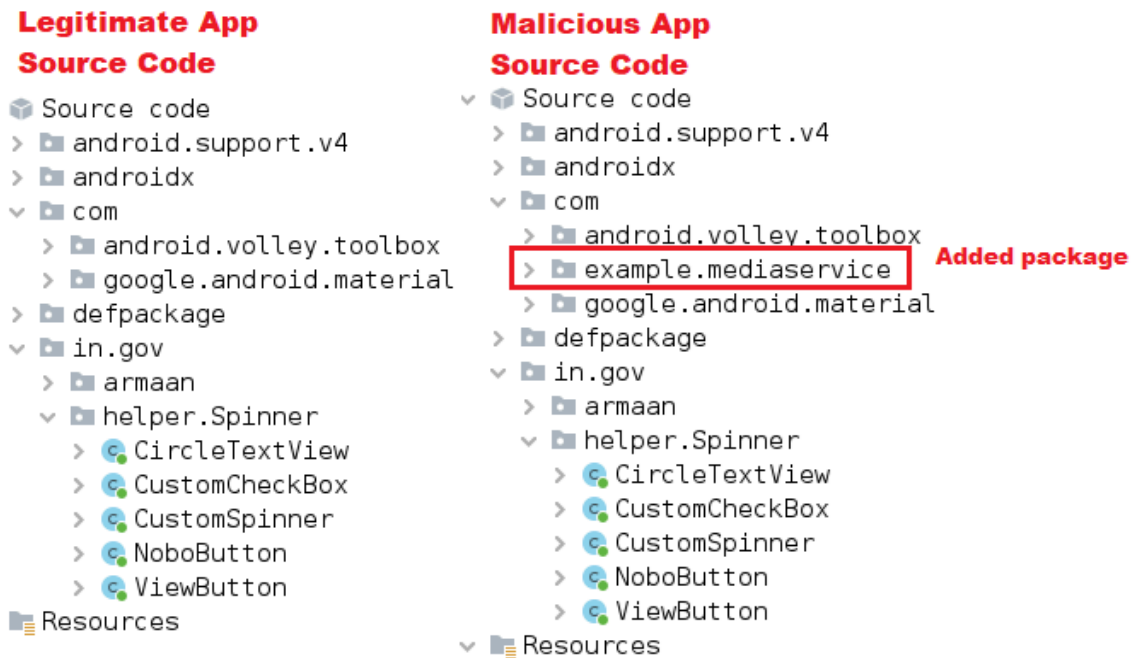 Legitimate App
Source Code
Source code
android.support.v4
androidx
com
android.volley.toolbox
google.android.material
defpackage
in.gov
armaan
helper.Spinner
CircleTextView
CustomCheckBox
CustomSpinner
NoboButton
ViewButton
Resources
Malicious App
Source Code
Source code
android.support.v4
androidx
com
android.volley.toolbox
example.mediaservice
Added package
google.android.material
defpackage
in.gov
armaan
helper.Spinner
CircleTextView
CustomCheckBox
CustomSpinner
NoboButton
ViewButton
Resources